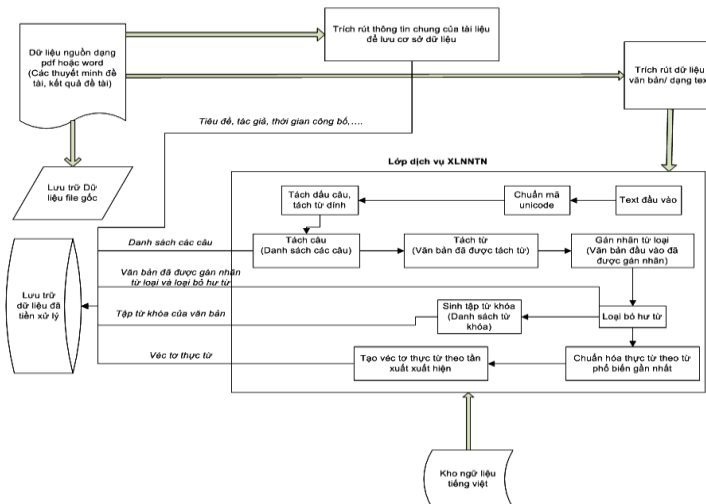 Dữ liệu nguồn dạng
pdf hoặc word
(Các thuyết minh đề
tài, kết quả đề tài)
Trích rút thông tin chung của tài liệu
để lưu cơ sở dữ liệu
Trích rút dữ liệu
văn bản/ dạng tex
Tiêu đề, tác giả, thời gian công bố,....
Lưu trữ Dữ
liệu file gốc
Lớp dịch vụ XLNNTN
Tách dấu câu,
tách từ dính
Chuẩn mã
unicode
Text đầu vào
Danh sách các câu
Tách câu
(Danh sách các câu)
Tách từ
(Văn bản đã được tách từ)
Gán nhãn từ loại
(Văn bản đầu vào đã
được gán nhãn)
Văn bản đã được gán nhãn
từ loại và loại bỏ hư từ
Lưu trữ
dữ liệu đã
tiền xử lý
Tập từ khóa của văn bản
Sinh tập từ khóa
(Danh sách từ
khóa)
Loại bỏ hư từ
Véc tơ thực từ
Tạo véc tơ thực từ theo tần
xuất xuất hiện
Chuẩn hóa thực từ theo từ
phổ biến gần nhất
Kho ngữ liệu
tiếng việt